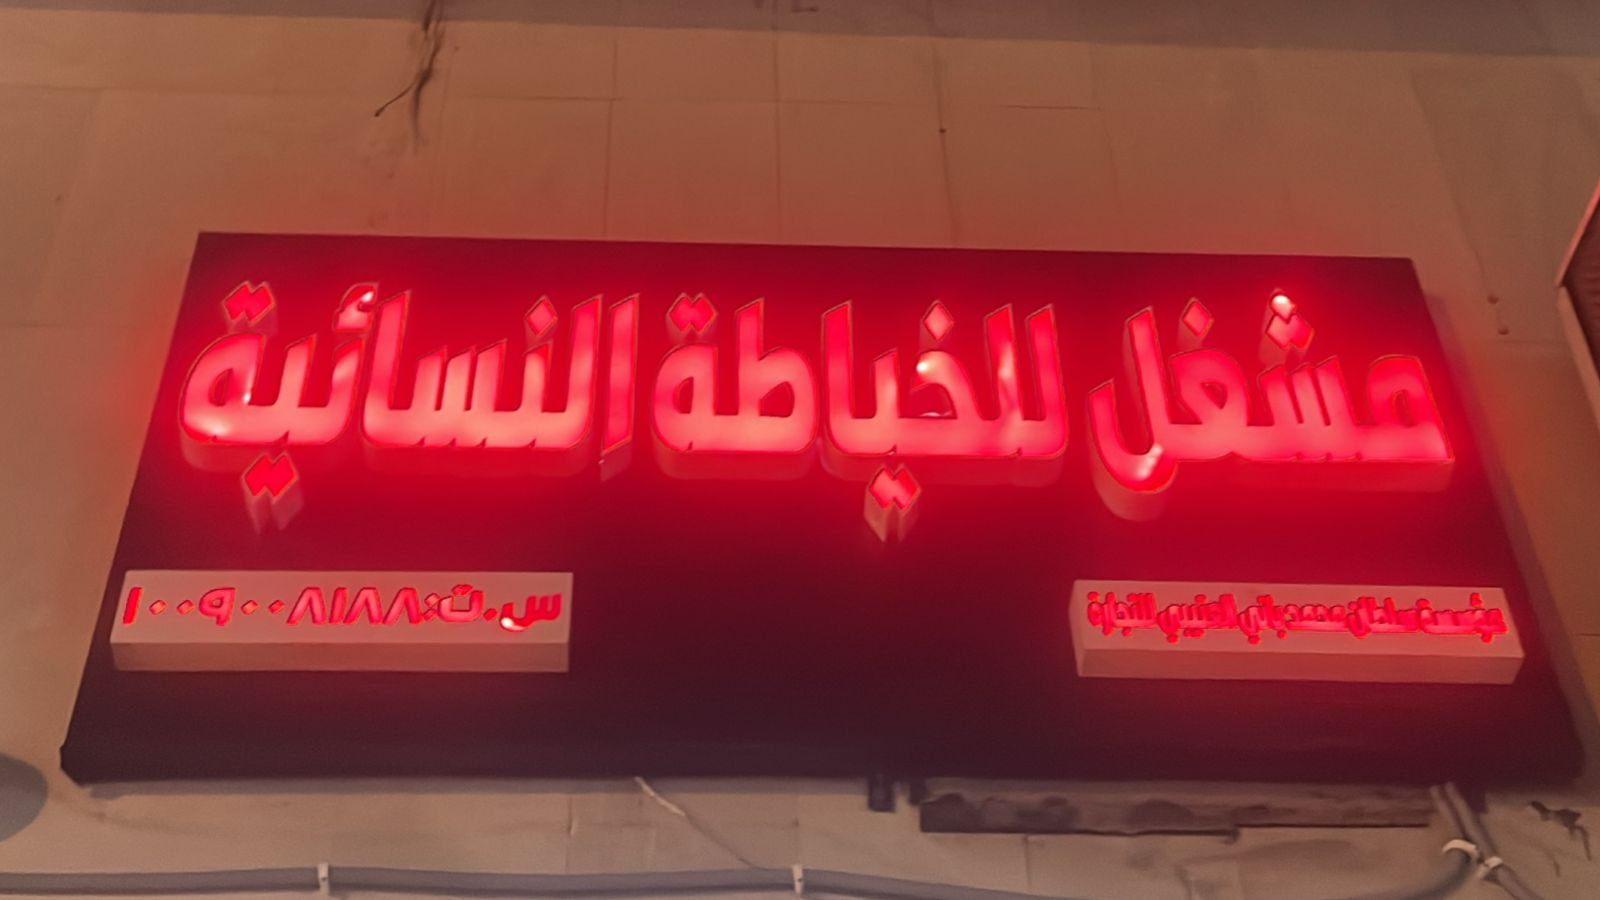 مشغل للخياطة النسائية
مؤسسة سلطان محمد باني العتيبي للتجارة
س.ت:١٠٠٩٠٠٨١٨٨